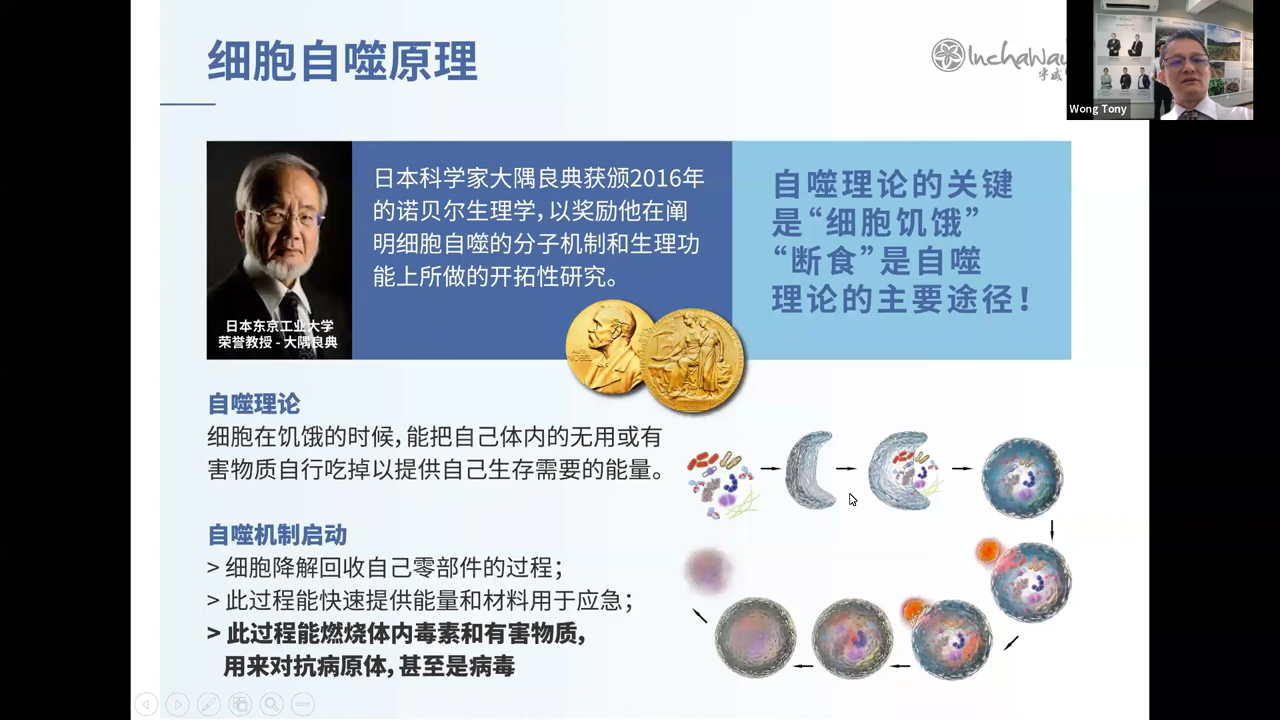 细胞自噬原理
InchaWay
宇威
Wong Tony
日本科学家大隅良典获颁2016年
的诺贝尔生理学，以奖励他在阐
明细胞自噬的分子机制和生理功
能上所做的开拓性研究。
日本东京工业大学
荣誉教授 - 大隅良典
自噬理论的关键
是“细胞饥饿”
“断食”是自噬
理论的主要途径！
自噬理论
细胞在饥饿的时候，能把自己体内的无用或有
害物质自行吃掉以提供自己生存需要的能量。
自噬机制启动
> 细胞降解回收自己零部件的过程；
> 此过程能快速提供能量和材料用于应急；
> 此过程能燃烧体内毒素和有害物质，
用来对抗病原体，甚至是病毒